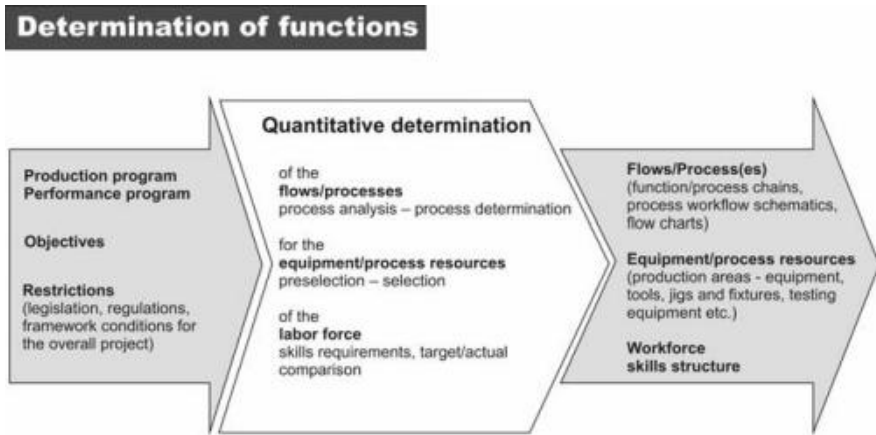 Determination of functions
Production program
Performance program
Objectives
Restrictions
(legislation, regulations,
framework conditions for
the overall project)
Quantitative determination
of the
flows/processes
process analysis – process determination
for the
equipment/process resources
preselection – selection
of the
labor force
skills requirements, target/actual
comparison
Flows/Process(es)
(function/process chains,
process workflow schematics,
flow charts)
Equipment/process resources
(production areas - equipment,
tools, jigs and fixtures, testing
equipment etc.)
Workforce
skills structure